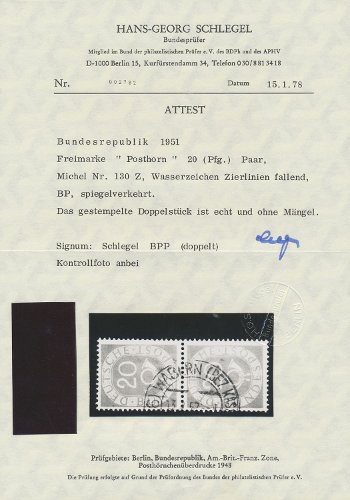 HANS-GEORG SCHLEGEL
Bundesprüfer
Mitglied im Bund der philatelistischen Prüfer e. V. des BDPh und des APHV
D-1000 Berlin 15, Kurfürstendamm 34, Telefon 030/8813418
Nr. 002782 Datum 15.1.78
ATTEST
Bundesrepublik 1951
Freimarke " Posthorn " 20 (Pfg.) Paar,
Michel Nr. 130 Z, Wasserzeichen Zierlinien fallend,
BP, spiegelverkehrt.
Das gestempelte Doppelstück ist echt und ohne Mängel.
Signum: Schlegel BPP (doppelt)
Kontrollfoto anbei
20
DEUTSCHE
Prüfgebiete: Berlin, Bundesrepublik, Am.-Brit.-Franz. Zone,
Posthörnchenüberdrucke 1948
Die Prüfung erfolgte auf Grund der Prüfordnung des Bundes der philatelistischen Prüfer e. V.